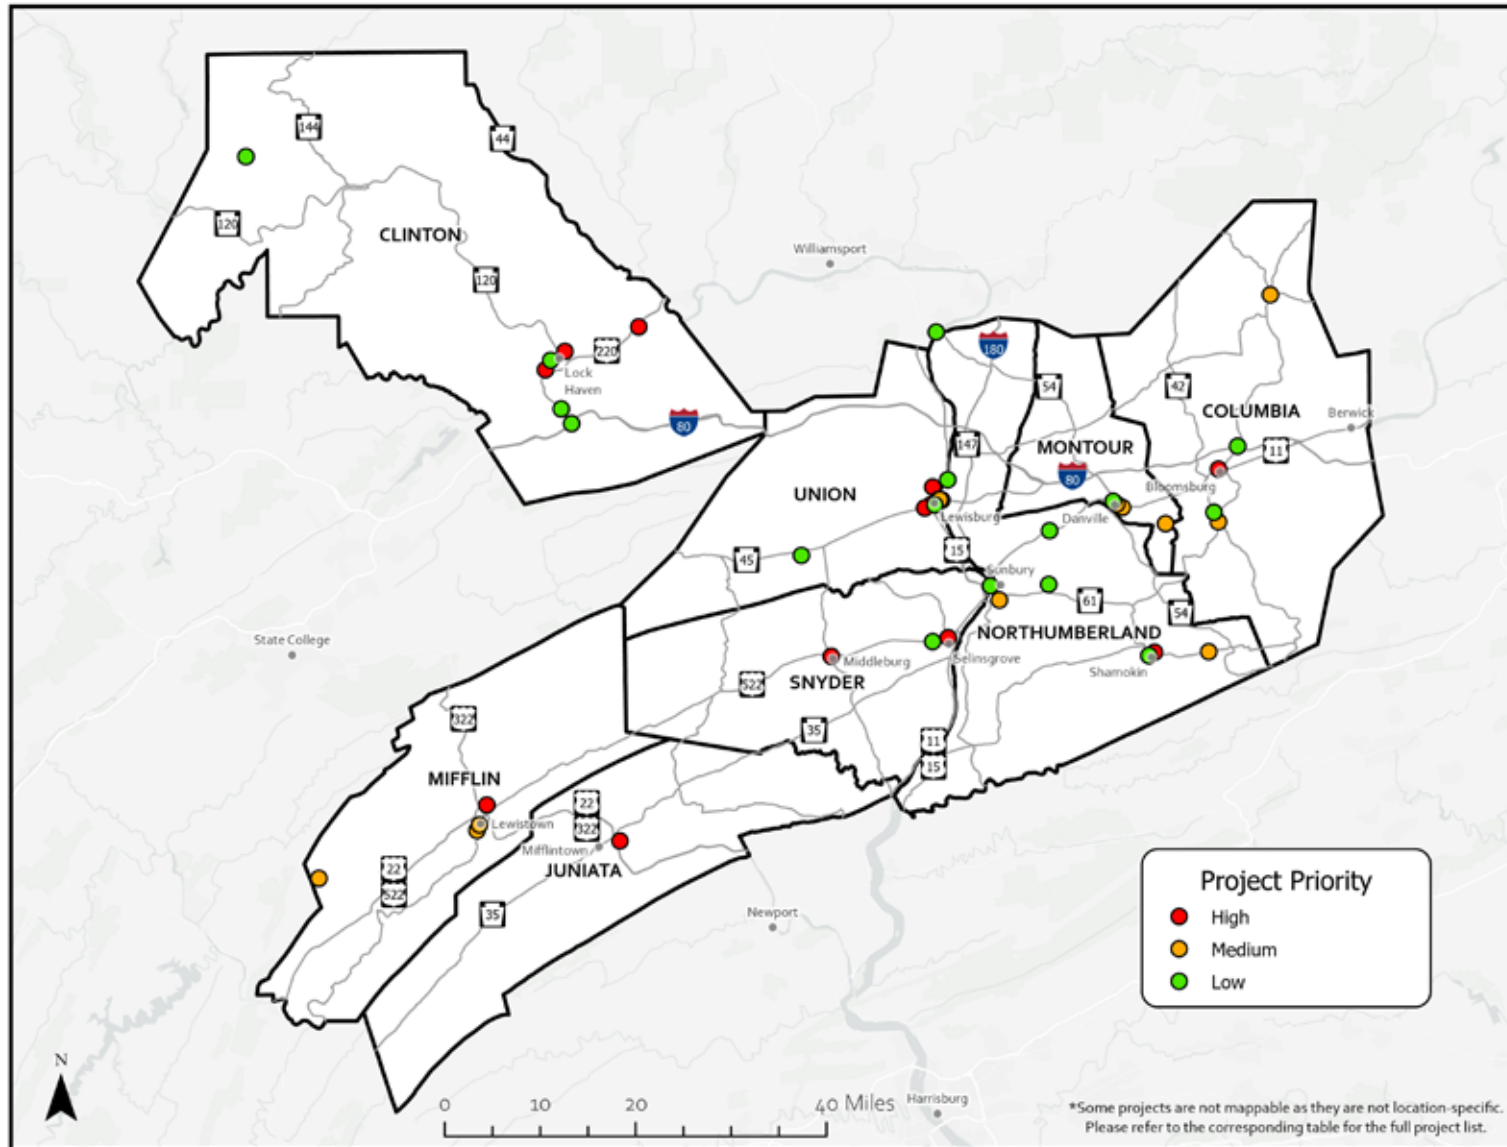 144
44
120
CLINTON
Williamsport
120
220
Lock
Haven
80
180
54
42
COLUMBIA
Berwick
147
MONTOUR
11
80
UNION
Bloomsburg
Lewisburg
Danville
45
15
Sunbury
61
54
State College
NORTHUMBERLAND
Middleburg
Selinsgrove
Shamokin
SNYDER
522
322
35
11
15
MIFFLIN
22
322
Lewistown
Mifflintown
JUNIATA
22
522
35
Newport
Project Priority
High
Medium
Low
N
0 10 20 40 Miles
Harrisburg
*Some projects are not mappable as they are not location-specific.
Please refer to the corresponding table for the full project list.